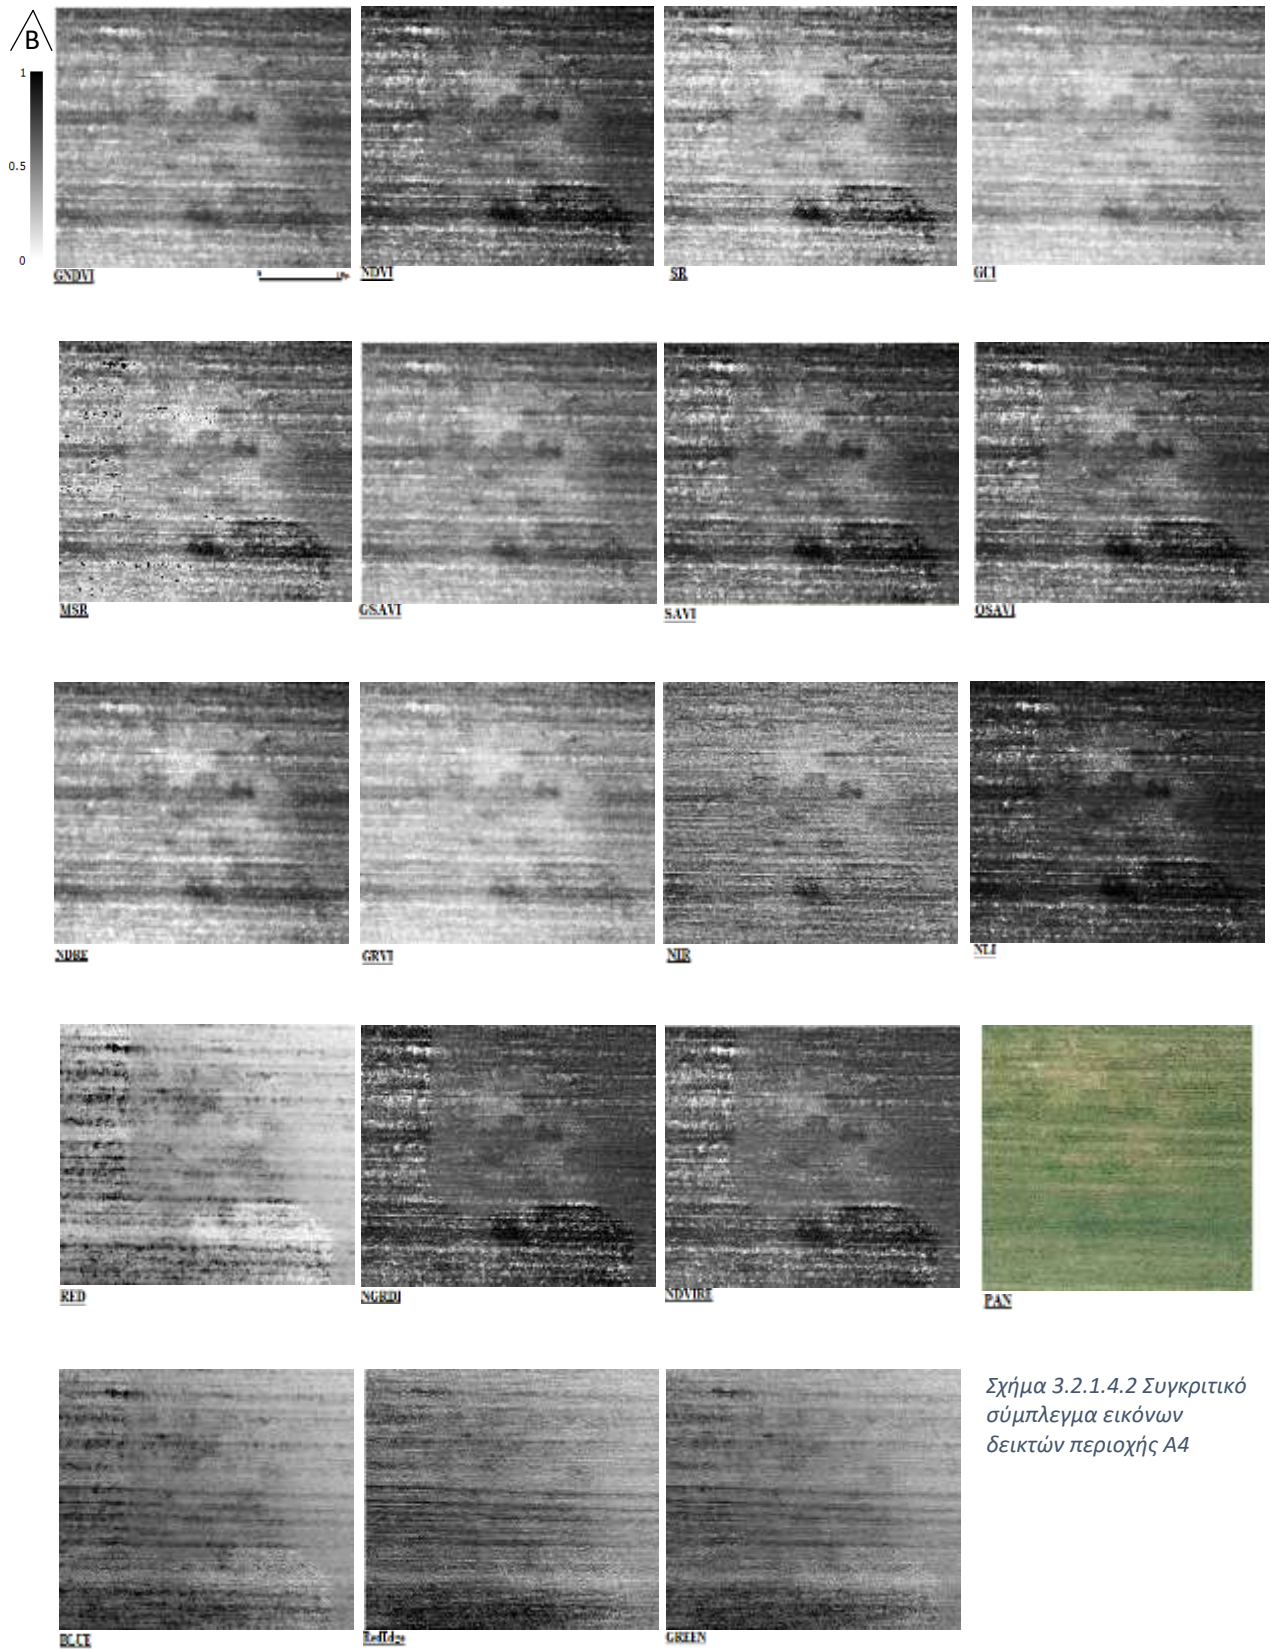 B
1
0.5
0
GNDVI
NDVI
SR
GCI
MSR
GSAVI
SAVI
OSAVI
NDRE
GRVI
NIR
NLI
RED
NGRDI
NDVIRE
PAN
Σχήμα 3.2.1.4.2 Συγκριτικό
σύμπλεγμα εικόνων
δεικτών περιοχής Α4
BLUE
RedEdge
GREEN